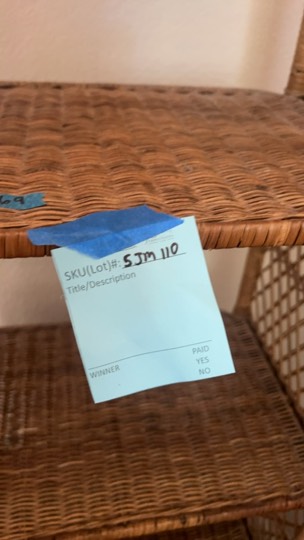 SKU(Lot)#: SJM 110
Title/Description
PAID
WINNER YES
NO